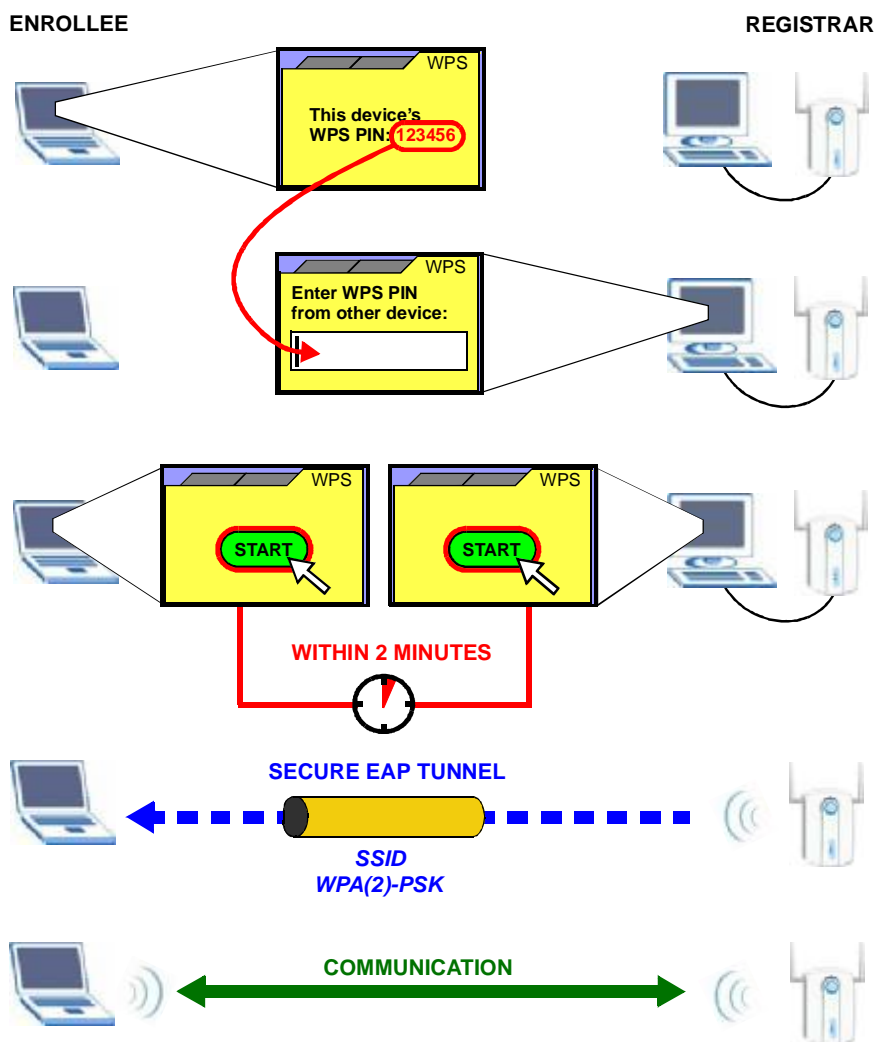 ENROLLEE
REGISTRAR
WPS
This device's
WPS PIN: 123456
WPS
Enter WPS PIN
from other device:
WPS
WPS
START
START
WITHIN 2 MINUTES
SECURE EAP TUNNEL
SSID
WPA(2)-PSK
COMMUNICATION